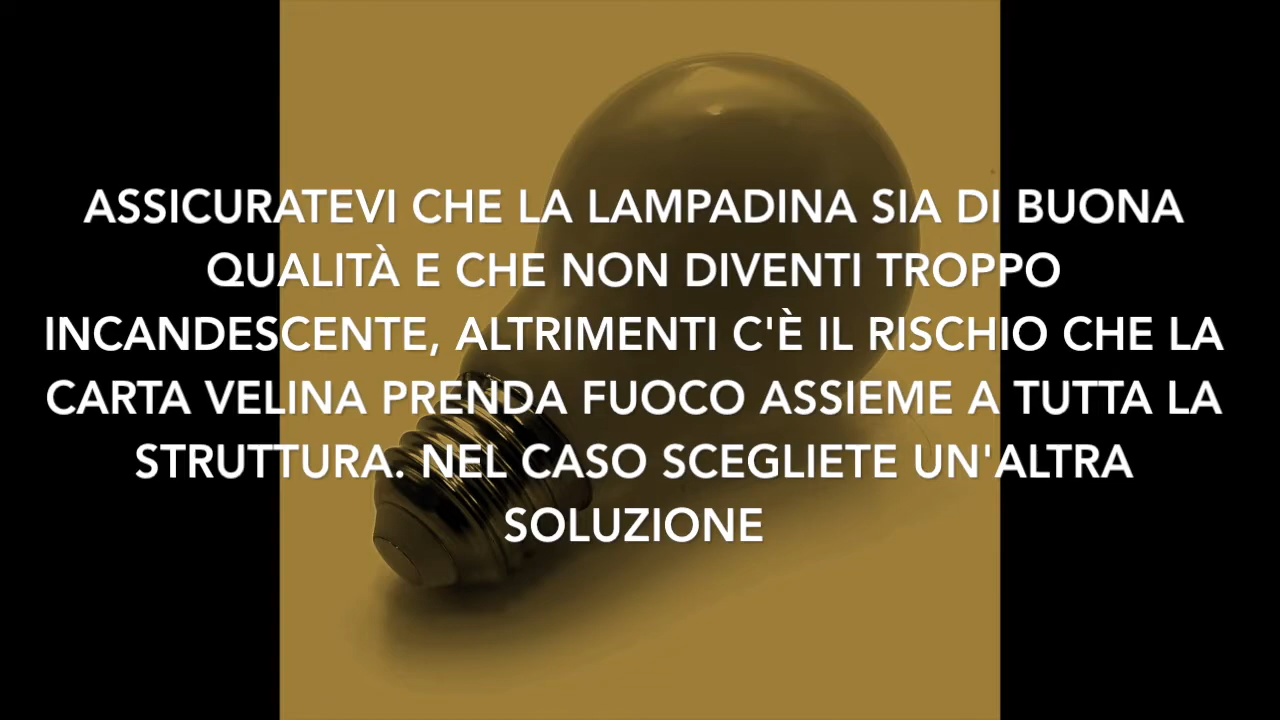 ASSICURATEVI CHE LA LAMPADINA SIA DI BUONA
QUALITÀ E CHE NON DIVENTI TROPPO
INCANDESCENTE, ALTRIMENTI C'È IL RISCHIO CHE LA
CARTA VELINA PRENDA FUOCO ASSIEME A TUTTA LA
STRUTTURA. NEL CASO SCEGLIETE UN'ALTRA
SOLUZIONE